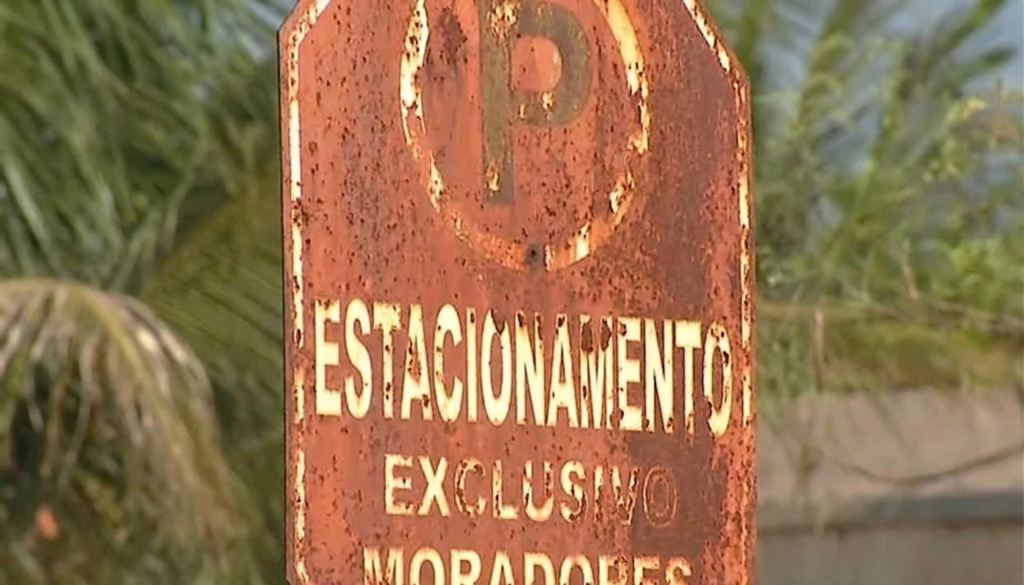 P
ESTACIONAMENTO
EXCLUSIVO
MORADORES